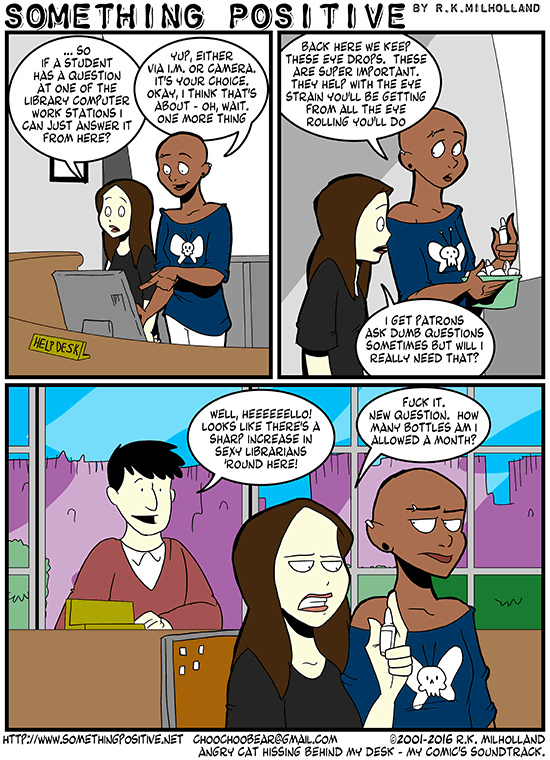 SOMETHING POSITIVE BY R.K.MILHOLLAND
... SO
IF A STUDENT
HAS A QUESTION
AT ONE OF THE
LIBRARY COMPUTER
WORK STATIONS I
CAN JUST ANSWER IT
FROM HERE?
YUP, EITHER
VIA I.M. OR CAMERA.
IT'S YOUR CHOICE.
OKAY, I THINK THAT'S
ABOUT - OH, WAIT.
ONE MORE THING
HELP DESK
BACK HERE WE KEEP
THESE EYE DROPS. THESE
ARE SUPER IMPORTANT.
THEY HELP WITH THE EYE
STRAIN YOU'LL BE GETTING
FROM ALL THE EYE
ROLLING YOU'LL DO
I GET PATRONS
ASK DUMB QUESTIONS
SOMETIMES BUT WILL I
REALLY NEED THAT?
WELL, HEEEEEELLO!
LOOKS LIKE THERE'S A
SHARP INCREASE IN
SEXY LIBRARIANS
'ROUND HERE!
FUCK IT.
NEW QUESTION. HOW
MANY BOTTLES AM I
ALLOWED A MONTH?
HTTP://WWW.SOMETHINGPOSITIVE.NET CHOOCHOOBEAR@GMAIL.COM ©2001-2016 R.K. MILHOLLAND
ANGRY CAT HISSING BEHIND MY DESK - MY COMIC'S SOUNDTRACK.